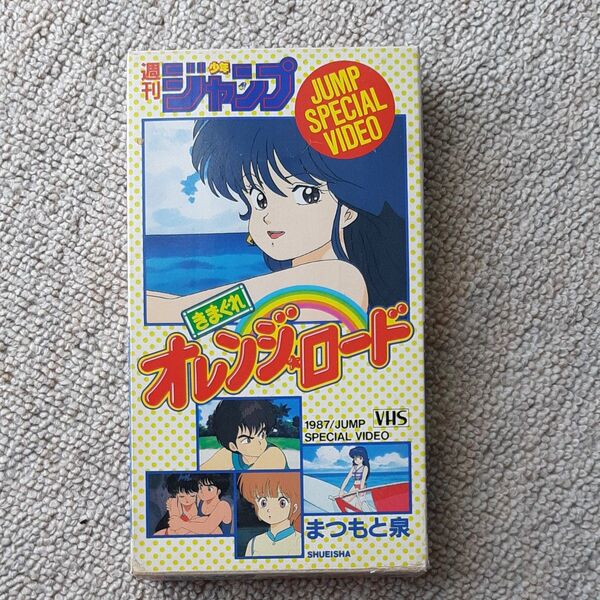 週刊
少年
ジャンプ
JUMP
SPECIAL
VIDEO
きまぐれ
オレンジ★ロード
1987/JUMP
SPECIAL VIDEO
VHS
まつもと泉
SHUEISHA